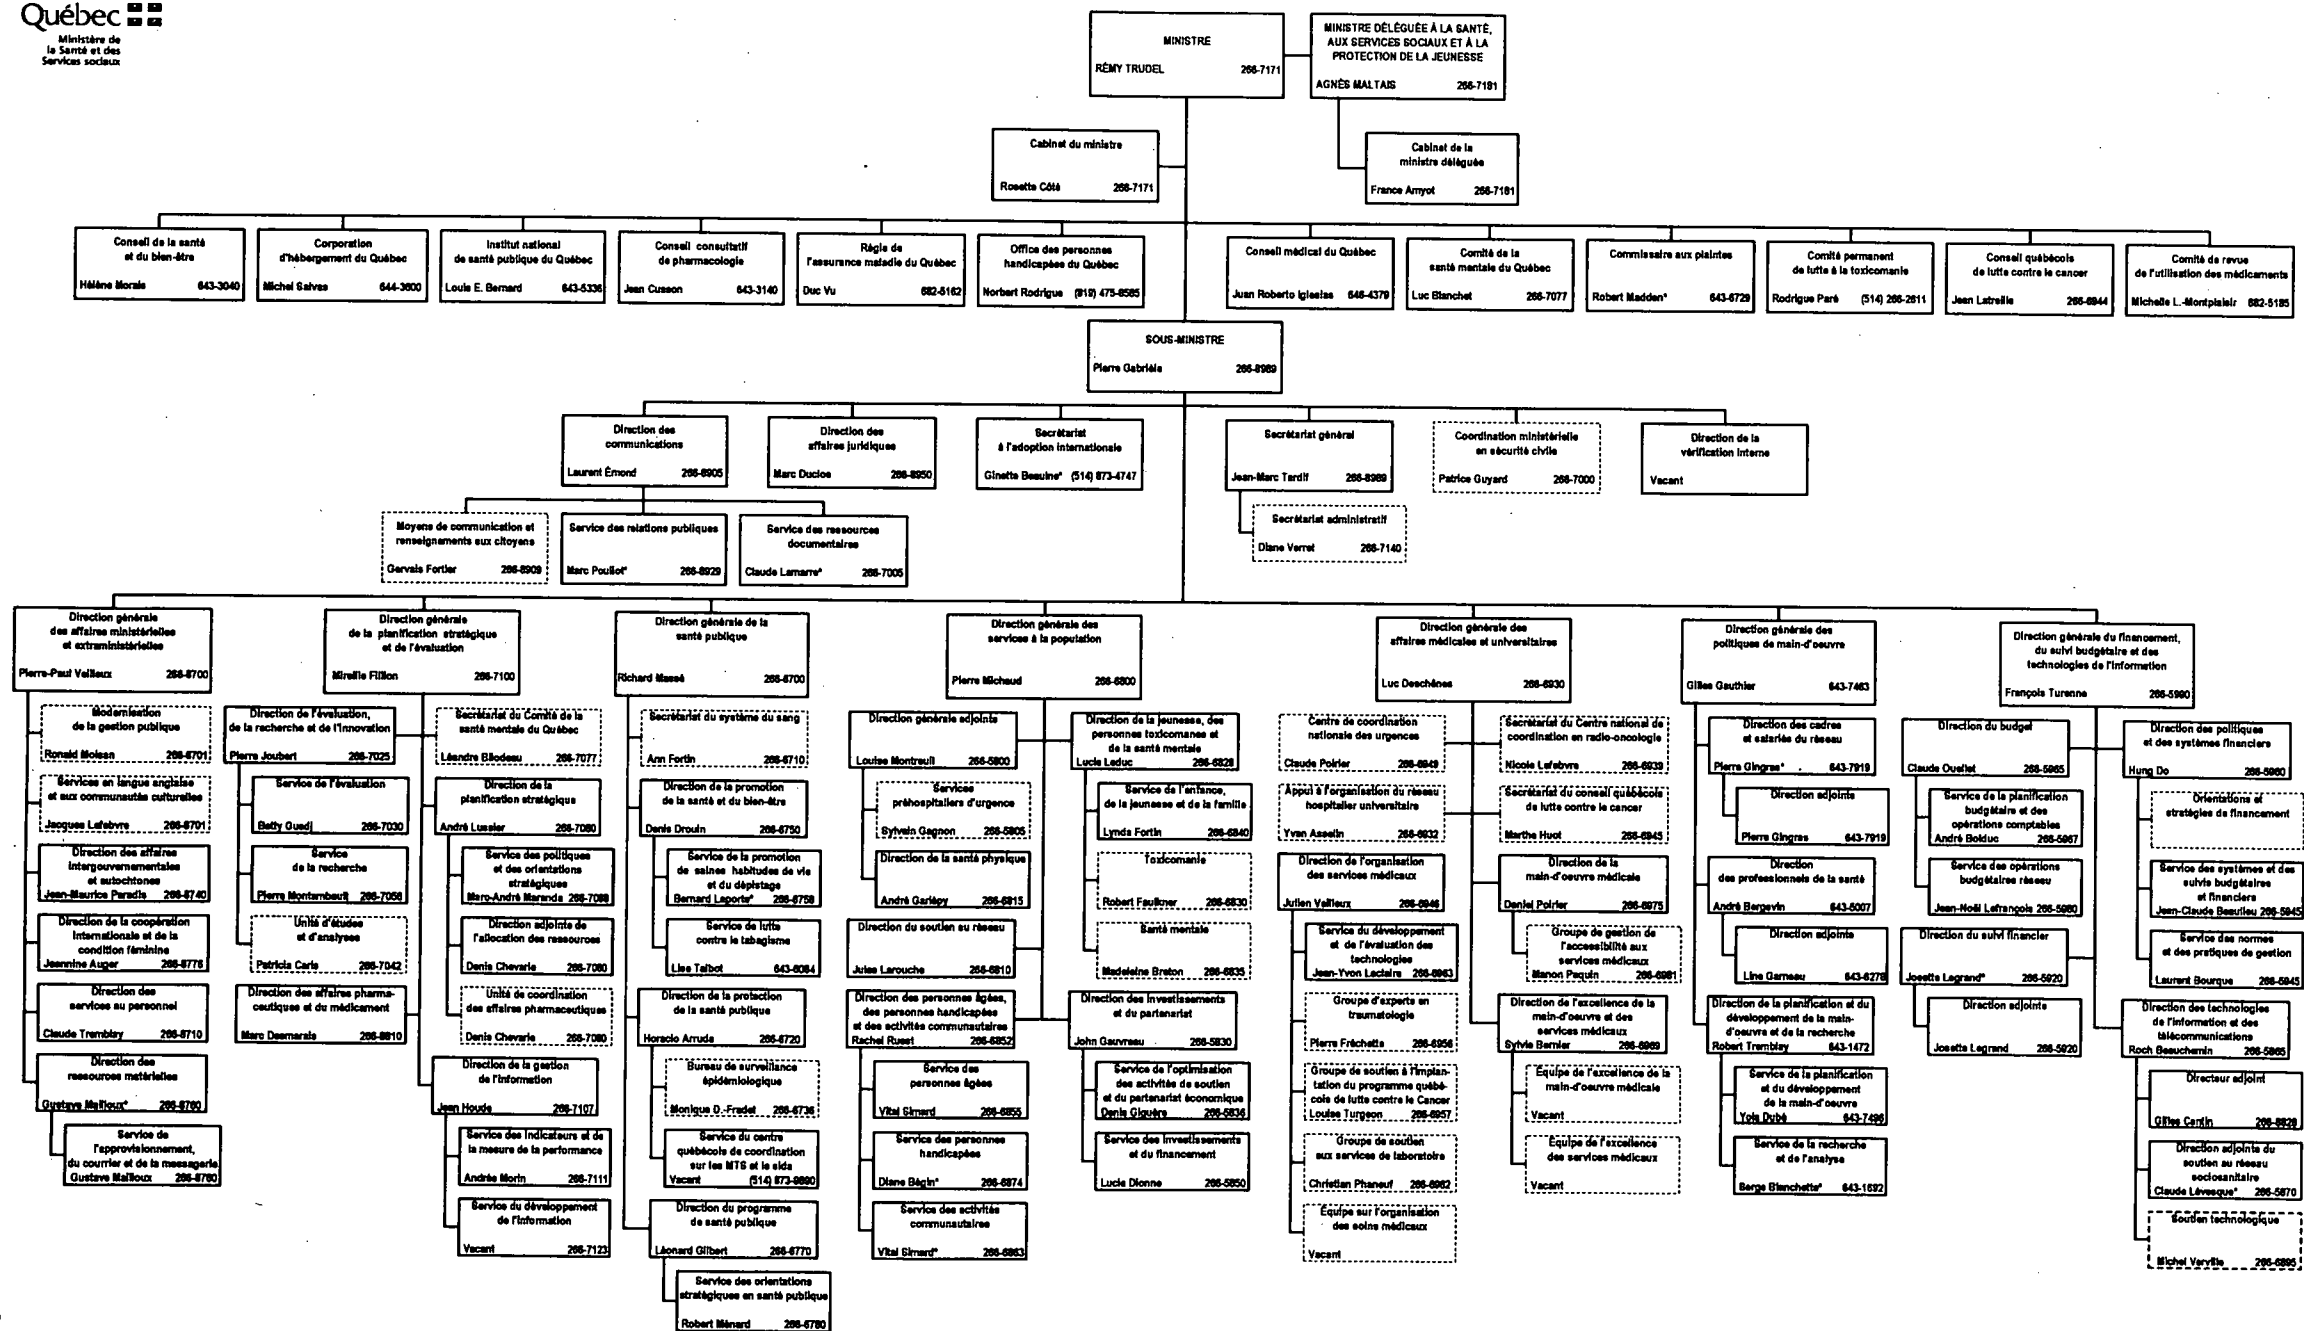 Québec
Ministère de
la Santé et des
Services sociaux
MINISTRE
RÉMY TRUDEL 266-7171
MINISTRE DÉLÉGUÉE À LA SANTÉ,
AUX SERVICES SOCIAUX ET À LA
PROTECTION DE LA JEUNESSE
AGNÈS MALTAIS 266-7181
Cabinet du ministre
Rosette Côté 266-7171
Cabinet de la
ministre déléguée
France Amyot 266-7181
Conseil de la santé
et du bien-être
Hélène Morais 643-3040
Corporation
d'hébergement du Québec
Michel Salvas 644-3600
Institut national
de santé publique du Québec
Louis E. Bernard 643-5336
Conseil consultatif
de pharmacologie
Jean Cusson 643-3140
Régie de
l'assurance maladie du Québec
Duc Vu 682-5162
Office des personnes
handicapées du Québec
Norbert Rodrigue (819) 475-8585
Conseil médical du Québec
Juan Roberto Iglesias 646-4379
Comité de la
santé mentale du Québec
Luc Blanchet 266-7077
Commissaire aux plaintes
Robert Madden* 643-6729
Comité permanent
de lutte à la toxicomanie
Rodrigue Paré (514) 266-2611
Conseil québécois
de lutte contre le cancer
Jean Latreille 266-6944
Comité de revue
de l'utilisation des médicaments
Michelle L.-Montplaisir 682-5185
SOUS-MINISTRE
Pierre Gabrièle 266-8989
Direction des
communications
Laurent Émond 266-8905
Direction des
affaires juridiques
Marc Duclos 266-8950
Secrétariat
à l'adoption internationale
Ginette Beaulne* (514) 873-4747
Secrétariat général
Jean-Marc Tardif 266-8989
Coordination ministérielle
en sécurité civile
Patrice Guyard 266-7000
Direction de la
vérification interne
Vacant
Moyens de communication et
renseignements aux citoyens
Gervais Fortier 266-8909
Service des relations publiques
Marc Pouliot* 266-8929
Service des ressources
documentaires
Claude Lamarre* 266-7005
Secrétariat administratif
Diane Verret 266-7140
Direction générale
des affaires ministérielles
et extraministérielles
Pierre-Paul Veilleux 266-8700
Modernisation
de la gestion publique
Ronald Moisan 266-8701
Services en langue anglaise
et aux communautés culturelles
Jacques Lefebvre 266-8701
Direction des affaires
intergouvernementales
et autochtones
Jean-Maurice Paradis 266-8740
Direction de la coopération
internationale et de la
condition féminine
Jeannine Auger 266-8776
Direction des
services au personnel
Claude Tremblay 266-8710
Direction des
ressources matérielles
Gustave Mailloux* 266-8760
Service de
l'approvisionnement,
du courrier et de la messagerie
Gustave Mailloux 266-8760
Direction générale
de la planification stratégique
et de l'évaluation
Mireille Fillion 266-7100
Direction de l'évaluation,
de la recherche et de l'innovation
Pierre Joubert 266-7025
Service de l'évaluation
Betty Guedj 266-7030
Service
de la recherche
Pierre Montambault 266-7056
Unité d'études
et d'analyses
Patricia Caris 266-7042
Direction des affaires pharma-
ceutiques et du médicament
Marc Desmarais 266-8810
Secrétariat du Comité de la
santé mentale du Québec
Léandre Bilodeau 266-7077
Direction de la
planification stratégique
André Lussier 266-7080
Service des politiques
et des orientations
stratégiques
Marc-André Maranda 266-7088
Direction adjointe de
l'allocation des ressources
Denis Chevarie 266-7080
Unité de coordination
des affaires pharmaceutiques
Denis Chevarie 266-7080
Direction de la gestion
de l'information
Jean Houde 266-7107
Service des indicateurs et de
la mesure de la performance
Andrée Morin 266-7111
Service du développement
de l'information
Vacant 266-7123
Direction générale de la
santé publique
Richard Massé 266-6700
Secrétariat du système du sang
Ann Fortin 266-6710
Direction de la promotion
de la santé et du bien-être
Denis Drouin 266-6750
Service de la promotion
de saines habitudes de vie
et du dépistage
Bernard Laporte* 266-6758
Service de lutte
contre le tabagisme
Lise Talbot 643-6084
Direction de la protection
de la santé publique
Horacio Arruda 266-6720
Bureau de surveillance
épidémiologique
Monique D.-Fradet 266-6736
Service du centre
québécois de coordination
sur les MTS et le sida
Vacant (514) 873-9890
Direction du programme
de santé publique
Léonard Gilbert 266-6770
Service des orientations
stratégiques en santé publique
Robert Ménard 266-6780
Direction générale des
services à la population
Pierre Michaud 266-6800
Direction générale adjointe
Louise Montreuil 266-5800
Services
préhospitaliers d'urgence
Sylvain Gagnon 266-5805
Direction de la santé physique
André Gariépy 266-6815
Direction du soutien au réseau
Jules Larouche 266-6810
Direction des personnes âgées,
des personnes handicapées
et des activités communautaires
Rachel Ruest 266-6852
Service des
personnes âgées
Vital Simard 266-6855
Service des personnes
handicapées
Diane Bégin* 266-6874
Service des activités
communautaires
Vital Simard* 266-6863
Direction de la jeunesse, des
personnes toxicomanes et
de la santé mentale
Lucie Leduc 266-6828
Service de l'enfance,
de la jeunesse et de la famille
Lynda Fortin 266-6840
Toxicomanie
Robert Faulkner 266-6830
Santé mentale
Madeleine Breton 266-6835
Direction des investissements
et du partenariat
John Gauvreau 266-5830
Service de l'optimisation
des activités de soutien
et du partenariat économique
Denis Giguère 266-5836
Service des investissements
et du financement
Lucie Dionne 266-5850
Direction générale des
affaires médicales et universitaires
Luc Deschênes 266-6930
Centre de coordination
nationale des urgences
Claude Poirier 266-6949
Appui à l'organisation du réseau
hospitalier universitaire
Yvan Asselin 266-6932
Direction de l'organisation
des services médicaux
Julien Veilleux 266-6946
Service du développement
et de l'évaluation des
technologies
Jean-Yvon Leclaire 266-6963
Groupe d'experts en
traumatologie
Pierre Fréchette 266-6956
Groupe de soutien à l'implan-
tation du programme québé-
cois de lutte contre le Cancer
Louise Turgeon 266-6957
Groupe de soutien
aux services de laboratoire
Christian Phaneuf 266-6962
Équipe sur l'organisation
des soins médicaux
Vacant
Secrétariat du Centre national de
coordination en radio-oncologie
Nicole Lefebvre 266-6939
Secrétariat du conseil québécois
de lutte contre le cancer
Marthe Huot 266-6945
Direction de la
main-d'oeuvre médicale
Daniel Poirier 266-6975
Groupe de gestion de
l'accessibilité aux
services médicaux
Manon Paquin 266-6981
Direction de l'excellence de la
main-d'oeuvre et des
services médicaux
Sylvie Bernier 266-6969
Équipe de l'excellence de la
main-d'oeuvre médicale
Vacant
Équipe de l'excellence
des services médicaux
Vacant
Direction générale des
politiques de main-d'oeuvre
Gilles Gauthier 643-7463
Direction des cadres
et salariés du réseau
Pierre Gingras* 643-7919
Direction adjointe
Pierre Gingras 643-7919
Direction
des professionnels de la santé
André Bergevin 643-5007
Direction adjointe
Line Garneau 643-6279
Direction de la planification et du
développement de la main-
d'oeuvre et de la recherche
Robert Tremblay 643-1472
Service de la planification
et du développement
de la main-d'oeuvre
Yola Dubé 643-7496
Service de la recherche
et de l'analyse
Serge Blanchette* 643-1692
Direction générale du financement,
du suivi budgétaire et des
technologies de l'information
François Turenne 266-5990
Direction du budget
Claude Ouellet 266-5965
Service de la planification
budgétaire et des
opérations comptables
André Bolduc 266-5967
Service des opérations
budgétaires réseau
Jean-Noël Lefrançois 266-5980
Direction du suivi financier
Josette Legrand* 266-5920
Direction adjointe
Josette Legrand 266-5920
Direction des politiques
et des systèmes financiers
Hung Do 266-5960
Orientations et
stratégies de financement
Service des systèmes et des
suivis budgétaires
et financiers
Jean-Claude Beaulieu 266-5945
Service des normes
et des pratiques de gestion
Laurent Bourque 266-5945
Direction des technologies
de l'information et des
télécommunications
Roch Beauchemin 266-5865
Directeur adjoint
Gilles Cantin 266-8828
Direction adjointe du
soutien au réseau
sociosanitaire
Claude Lévesque* 266-5870
Soutien technologique
Michel Verville 266-6895